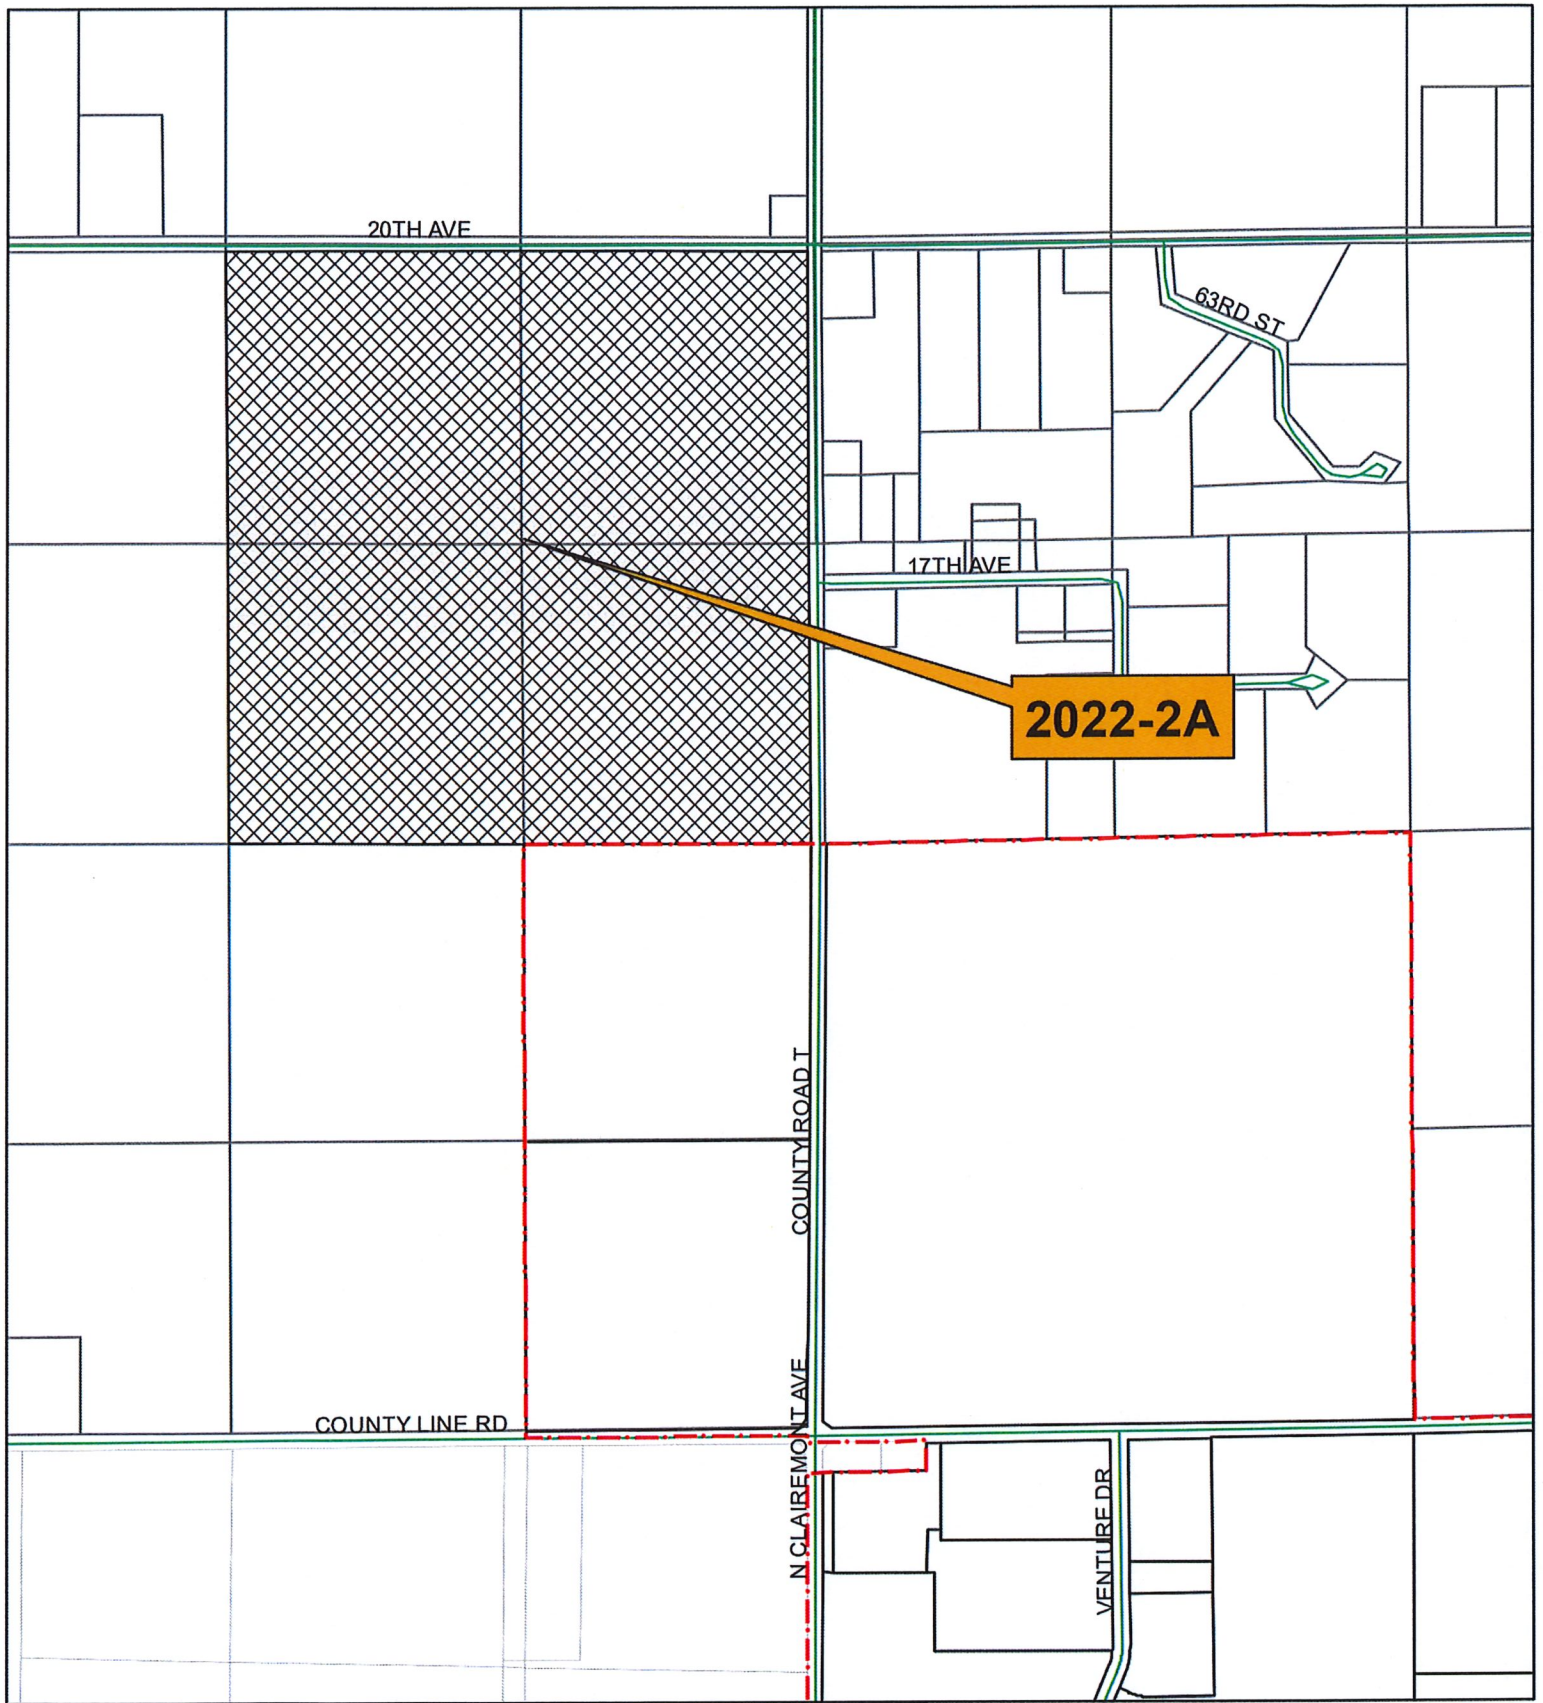 20TH AVE
63RD ST
17TH AVE
2022-2A
COUNTY ROAD T
N CLAIREMONT AVE
COUNTY LINE RD
VENTURE DR